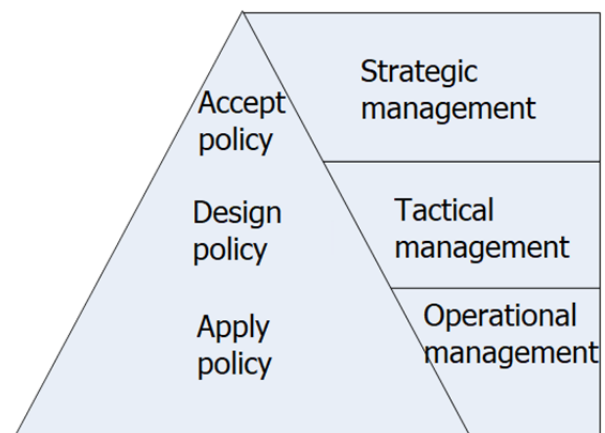 Accept
policy
Strategic
management
Design
policy
Tactical
management
Apply
policy
Operational
management